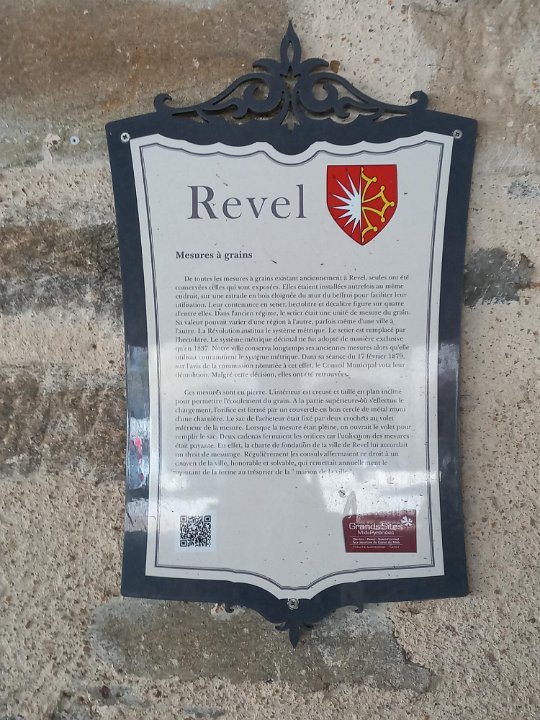 Revel
Mesures à grains
De toutes les mesures à grains existant anciennement à Revel, seules ont été
conservées celles qui sont exposées. Elles étaient installées autrefois au même
endroit, sur une estrade en bois éloignée du mur du beffroi pour faciliter leur
utilisation. Leur contenance en setier, hectolitre et décalitre figure sur quatre
d'entre elles. Dans l'ancien régime, le setier était une unité de mesure du grain.
Sa valeur pouvait varier d'une région à l'autre, parfois même d'une ville à
l'autre. La Révolution institua le système métrique. Le setier est remplacé par
l'hectolitre. Le système métrique décimal ne fut adopté de manière exclusive
qu'en 1837. Notre ville conserva longtemps ses anciennes mesures alors qu'elle
utilisait couramment le système métrique. Dans sa séance du 17 février 1879,
sur l'avis de la commission nommée à cet effet, le Conseil Municipal vota leur
démolition. Malgré cette décision, elles ont été retrouvées.
Ces mesures sont en pierre. L'intérieur est creusé et taillé en plan incliné
pour permettre l'écoulement du grain. A la partie supérieure où s'effectue le
chargement, l'orifice est fermé par un couvercle en bois cerclé de métal muni
d'une charnière. Le sac de l'acheteur était fixé par deux crochets au volet
inférieur de la mesure. Lorsque la mesure était pleine, on ouvrait le volet pour
remplir le sac. Deux cadenas fermaient les orifices car l'utilisation des mesures
était payante. En effet, la charte de fondation de la ville de Revel lui accordait
un droit de mesurage. Régulièrement les consuls affermaient ce droit à un
citoyen de la ville, honorable et solvable, qui remettait annuellement le
montant de la ferme au trésorier de la " maison de la ville".
GrandsSites
Midi-Pyrénées